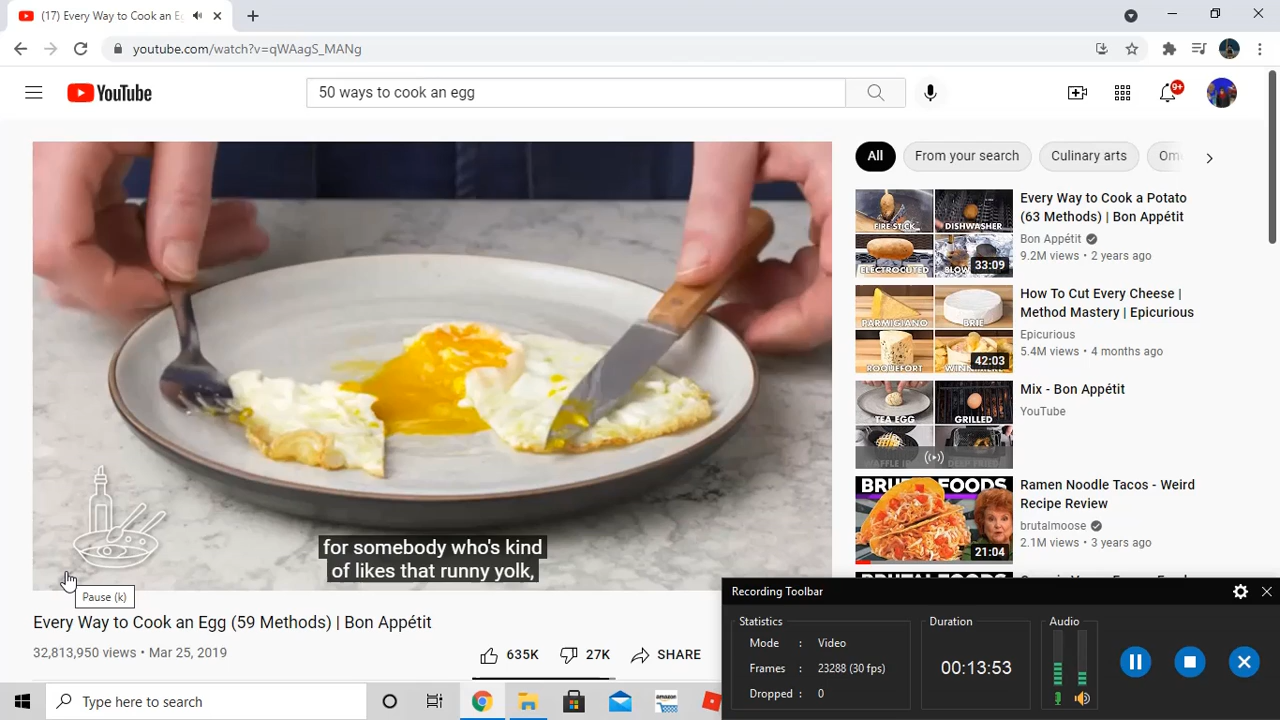 (17) Every Way to Cook an Eg
youtube.com/watch?v=qWAagS_MANg
YouTube
50 ways to cook an egg
9+
All
From your search
Culinary arts
Om
FIRE STICK
DISHWASHER
ELECTROCUTED
33:09
Every Way to Cook a Potato
(63 Methods) | Bon Appétit
Bon Appétit
9.2M views • 2 years ago
PARMIGIANO
BRIE
ROQUEFORT
42:03
How To Cut Every Cheese |
Method Mastery | Epicurious
Epicurious
5.4M views • 4 months ago
TEA EGG
GRILLED
Mix - Bon Appétit
YouTube
BRUTALFOODS
21:04
Ramen Noodle Tacos - Weird
Recipe Review
brutalmoose
2.1M views • 3 years ago
for somebody who's kind
of likes that runny yolk,
Pause (k)
Every Way to Cook an Egg (59 Methods) | Bon Appétit
32,813,950 views • Mar 25, 2019
635K
27K
SHARE
Recording Toolbar
Statistics
Mode : Video
Frames : 23288 (30 fps)
Dropped : 0
Duration
00:13:53
Audio
Type here to search
amazon